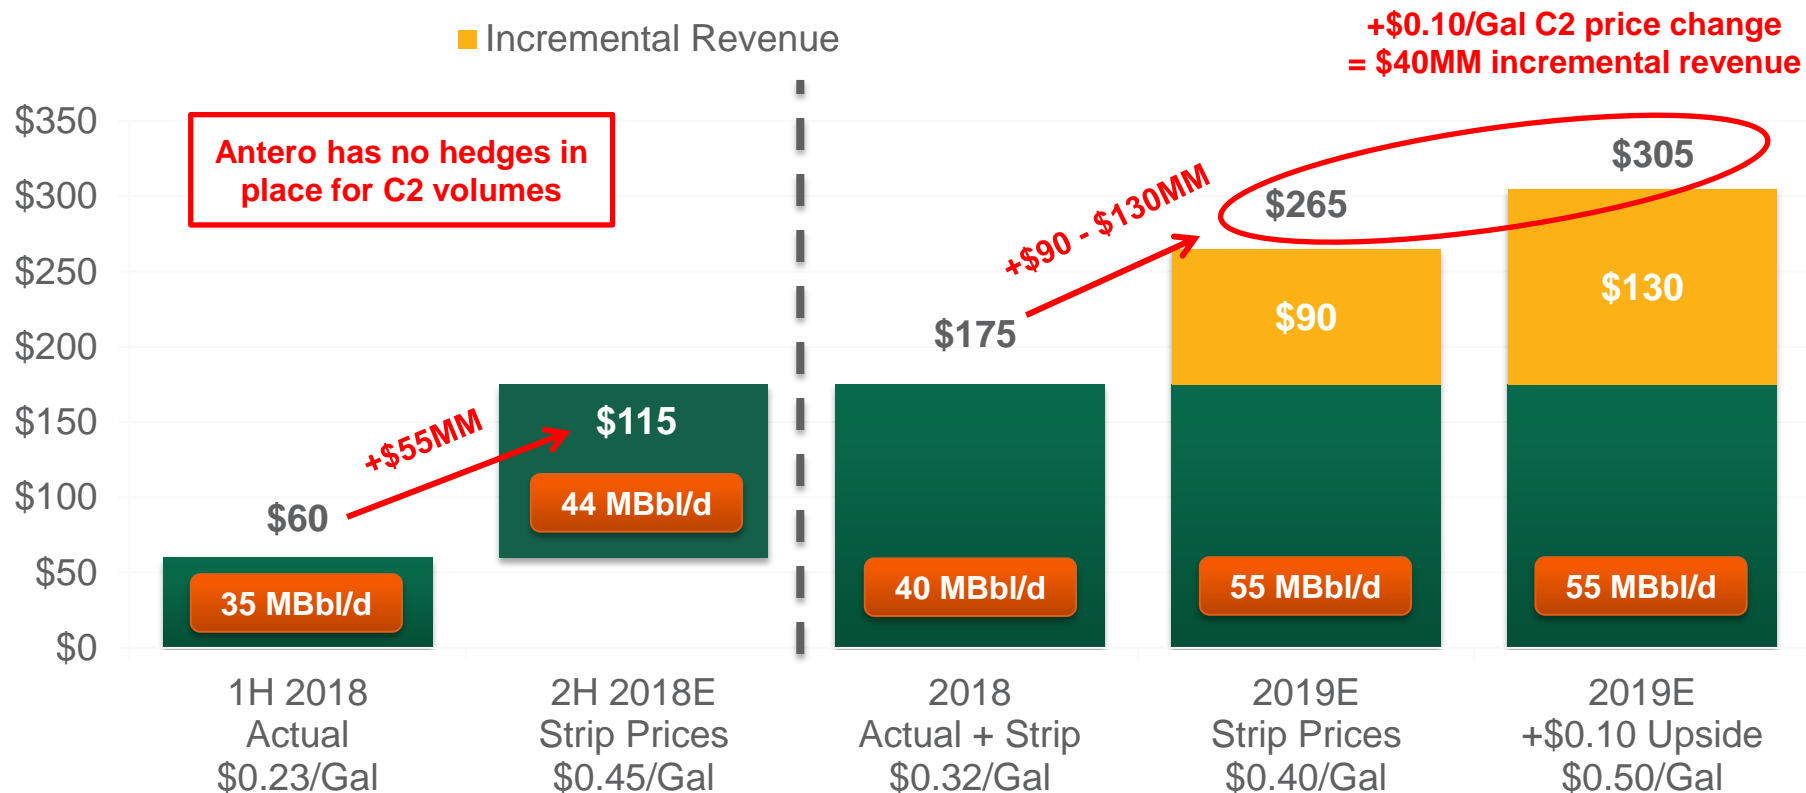 Incremental Revenue
+$0.10/Gal C2 price change
= $40MM incremental revenue
$350
$300
$250
$200
$150
$100
$50
$0
Antero has no hedges in
place for C2 volumes
$60
35 MBbl/d
+$55MM
$115
44 MBbl/d
$175
40 MBbl/d
+$90 - $130MM
$265
$90
55 MBbl/d
$305
$130
55 MBbl/d
1H 2018
Actual
$0.23/Gal
2H 2018E
Strip Prices
$0.45/Gal
2018
Actual + Strip
$0.32/Gal
2019E
Strip Prices
$0.40/Gal
2019E
+$0.10 Upside
$0.50/Gal